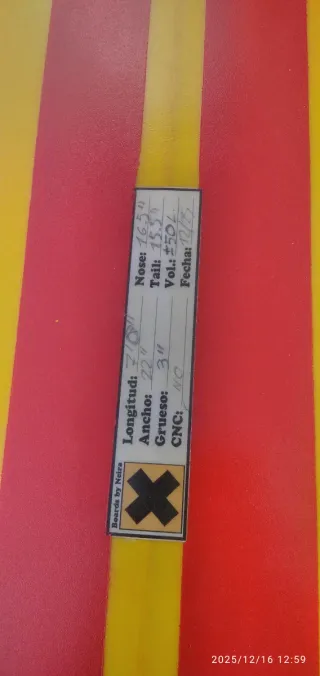 Boards by Neira
Longitud: 7'0" Nose: 16.5"
Ancho: 22" Tail: 15.5"
Grueso: 3" Vol.: ±50L
CNC: NO Fecha: 12/25
2025/12/16 12:59